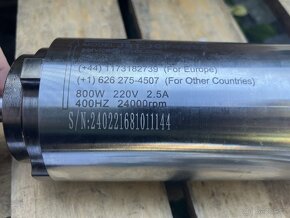 (+44) 1173182739 (For Europe)
(+1) 626 275-4507 (For Other Countries)
800W 220V 2.5A
400HZ 24000rpm
S/N:240221681011144